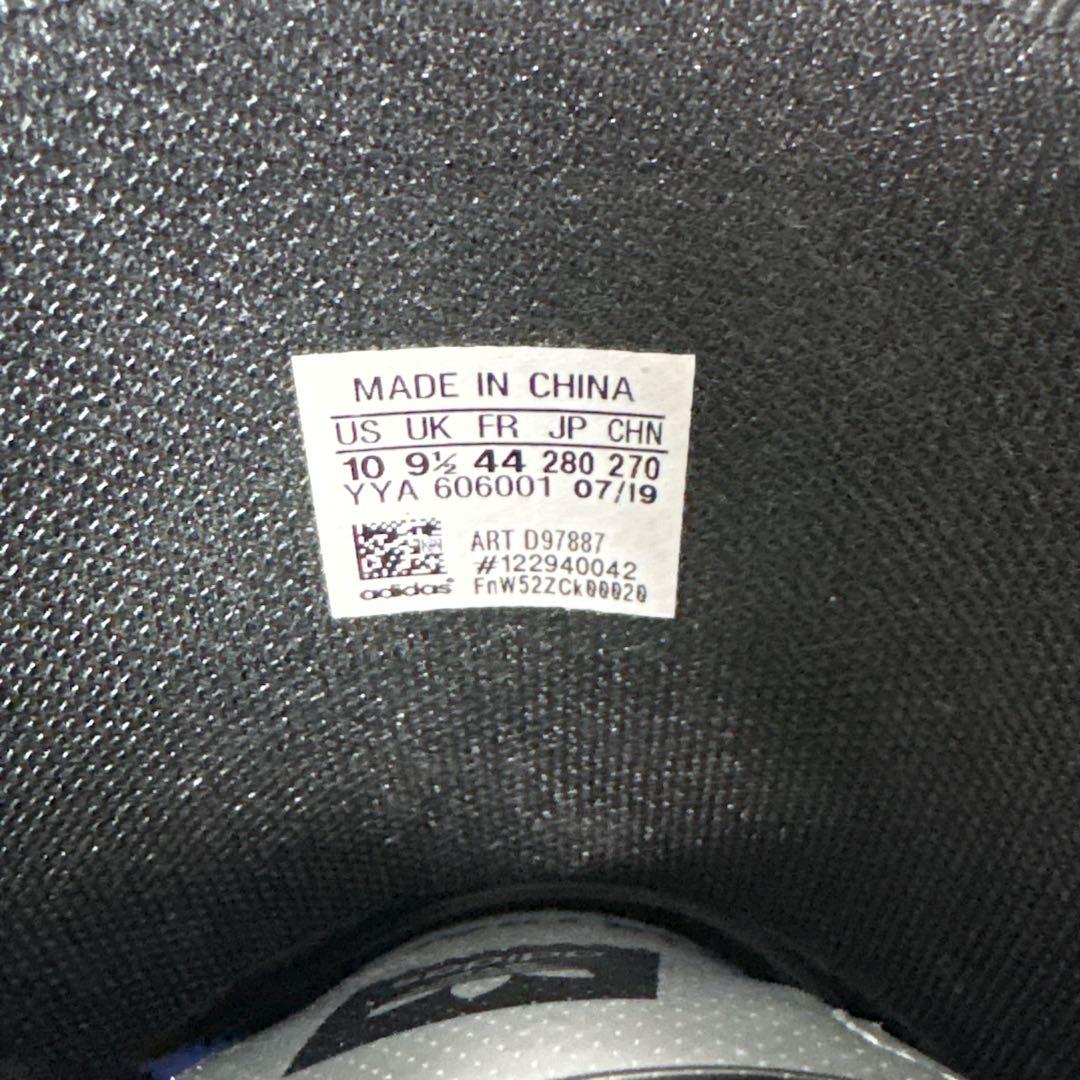 MADE IN CHINA
US UK FR JP CHN
10 9½ 44 280 270
YYA 606001 07/19
ART D97887
#122940042
FnW52ZCk00020
adidas